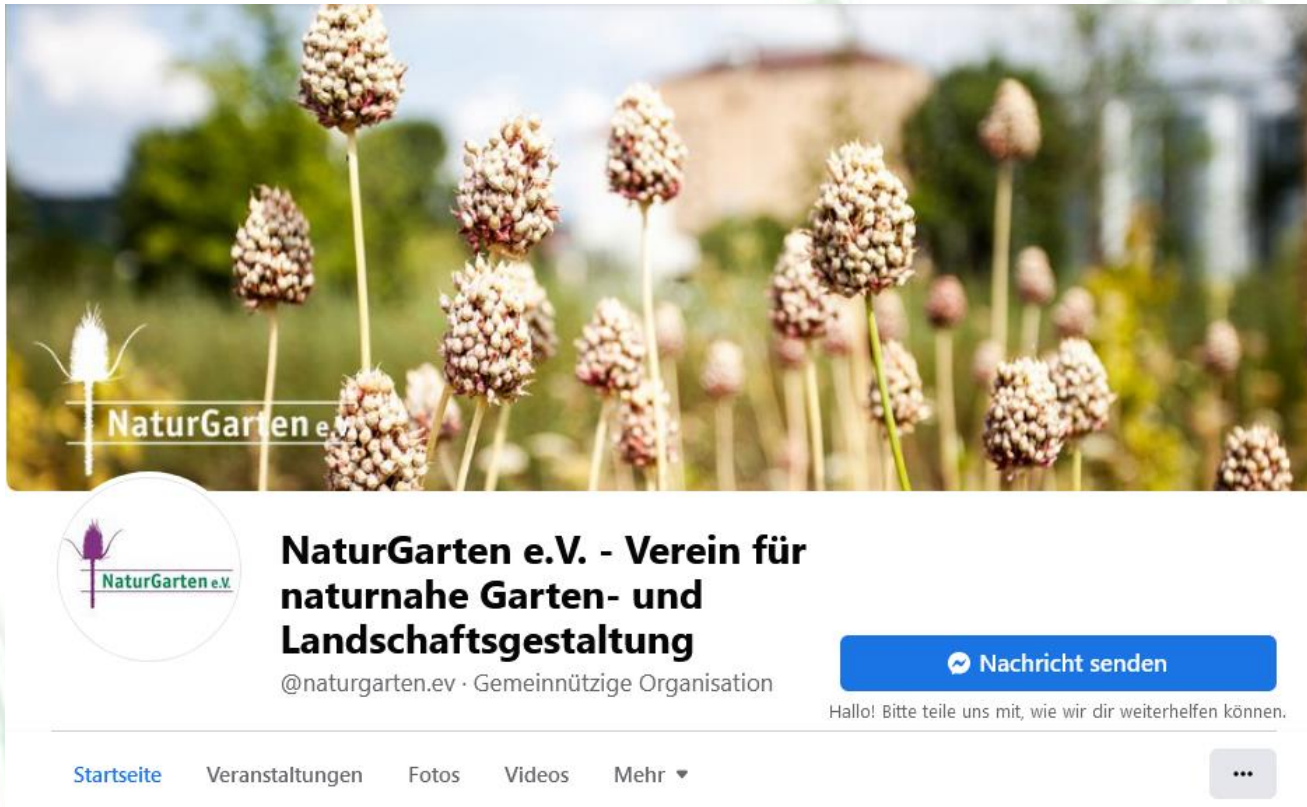 NaturGarten e.V.
NaturGarten e.V.
NaturGarten e.V. - Verein für
naturnahe Garten- und
Landschaftsgestaltung
@naturgarten.ev · Gemeinnützige Organisation
Nachricht senden
Hallo! Bitte teile uns mit, wie wir dir weiterhelfen können.
Startseite Veranstaltungen Fotos Videos Mehr